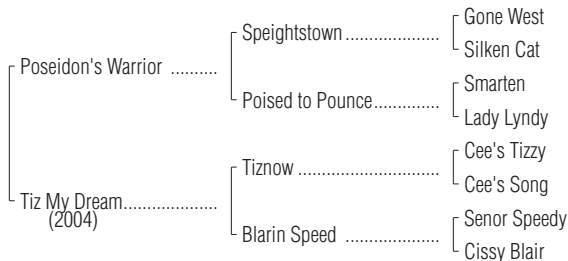 Gone West
Speightstown ..................
Silken Cat
Poseidon's Warrior ..........
Smarten
Poised to Pounce...............
Lady Lyndy
Cee's Tizzy
Tiznow ...........................
Cee's Song
Tiz My Dream....................
(2004)
Senor Speedy
Blarin Speed ...................
Cissy Blair